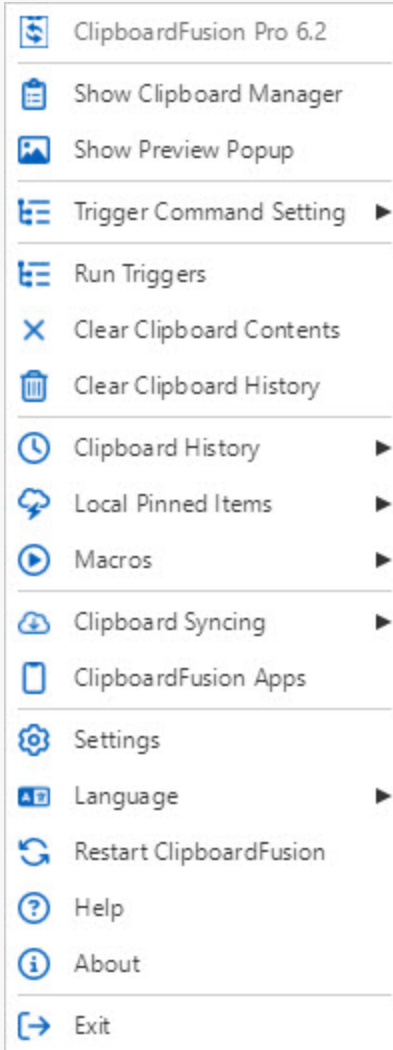 ClipboardFusion Pro 6.2
Show Clipboard Manager
Show Preview Popup
Trigger Command Setting
Run Triggers
Clear Clipboard Contents
Clear Clipboard History
Clipboard History
Local Pinned Items
Macros
Clipboard Syncing
ClipboardFusion Apps
Settings
Language
Restart ClipboardFusion
Help
About
Exit